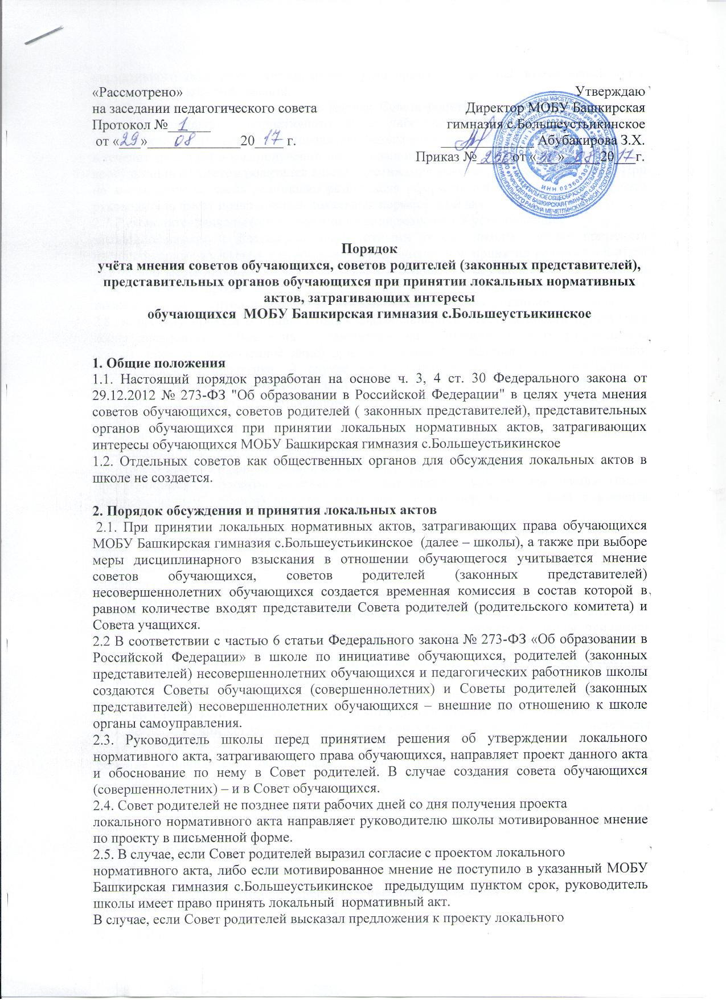 «Рассмотрено»
на заседании педагогического совета
Протокол №__1___
от «29»____08____20 17 г.
Утверждаю
Директор МОБУ Башкирская
гимназия с.Большеустьикинское
____________ Абубакирова З.Х.
Приказ № от « » 08 20 17 г.
Порядок
учёта мнения советов обучающихся, советов родителей (законных представителей),
представительных органов обучающихся при принятии локальных нормативных
актов, затрагивающих интересы
обучающихся МОБУ Башкирская гимназия с.Большеустьикинское
1. Общие положения
1.1. Настоящий порядок разработан на основе ч. 3, 4 ст. 30 Федерального закона от
29.12.2012 № 273-ФЗ "Об образовании в Российской Федерации" в целях учета мнения
советов обучающихся, советов родителей ( законных представителей), представительных
органов обучающихся при принятии локальных нормативных актов, затрагивающих
интересы обучающихся МОБУ Башкирская гимназия с.Большеустьикинское
1.2. Отдельных советов как общественных органов для обсуждения локальных актов в
школе не создается.
2. Порядок обсуждения и принятия локальных актов
2.1. При принятии локальных нормативных актов, затрагивающих права обучающихся
МОБУ Башкирская гимназия с.Большеустьикинское (далее – школы), а также при выборе
меры дисциплинарного взыскания в отношении обучающегося учитывается мнение
советов обучающихся, советов родителей (законных представителей)
несовершеннолетних обучающихся создается временная комиссия в состав которой в
равном количестве входят представители Совета родителей (родительского комитета) и
Совета учащихся.
2.2 В соответствии с частью 6 статьи Федерального закона № 273-ФЗ «Об образовании в
Российской Федерации» в школе по инициативе обучающихся, родителей (законных
представителей) несовершеннолетних обучающихся и педагогических работников школы
создаются Советы обучающихся (совершеннолетних) и Советы родителей (законных
представителей) несовершеннолетних обучающихся – внешние по отношению к школе
органы самоуправления.
2.3. Руководитель школы перед принятием решения об утверждении локального
нормативного акта, затрагивающего права обучающихся, направляет проект данного акта
и обоснование по нему в Совет родителей. В случае создания совета обучающихся
(совершеннолетних) – и в Совет обучающихся.
2.4. Совет родителей не позднее пяти рабочих дней со дня получения проекта
локального нормативного акта направляет руководителю школы мотивированное мнение
по проекту в письменной форме.
2.5. В случае, если Совет родителей выразил согласие с проектом локального
нормативного акта, либо если мотивированное мнение не поступило в указанный МОБУ
Башкирская гимназия с.Большеустьикинское предыдущим пунктом срок, руководитель
школы имеет право принять локальный нормативный акт.
В случае, если Совет родителей высказал предложения к проекту локального